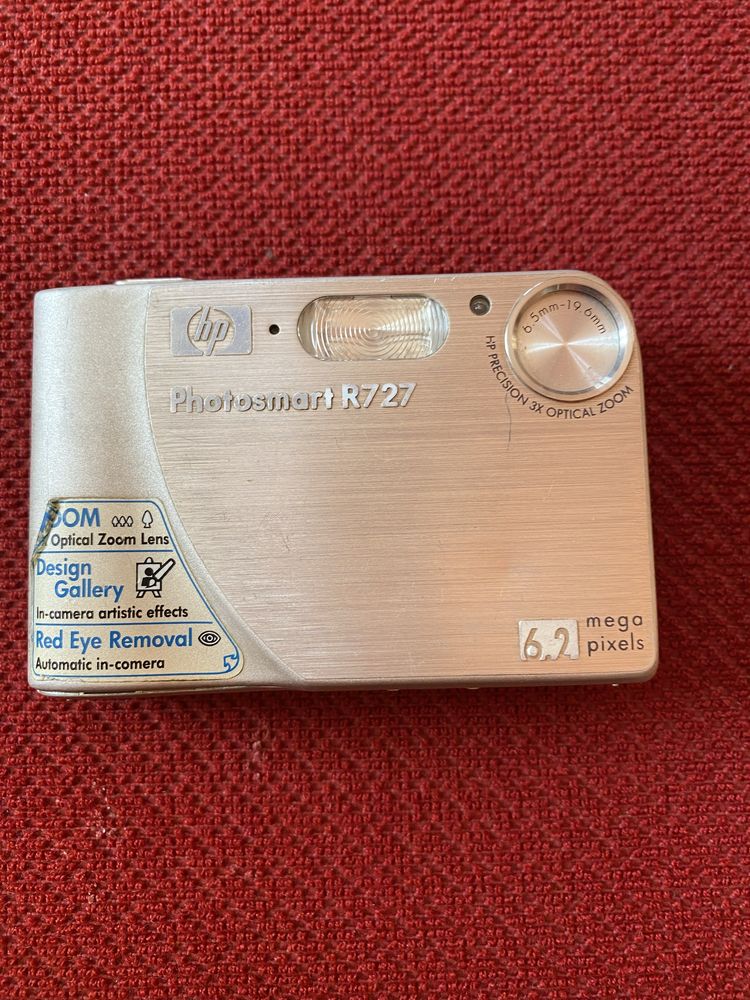 hp
Photosmart R727
6.5mm-19.6mm
HP PRECISION 3X OPTICAL ZOOM
OOM
Optical Zoom Lens
Design
Gallery
In-camera artistic effects
Red Eye Removal
Automatic in-camera
6.2
mega
pixels